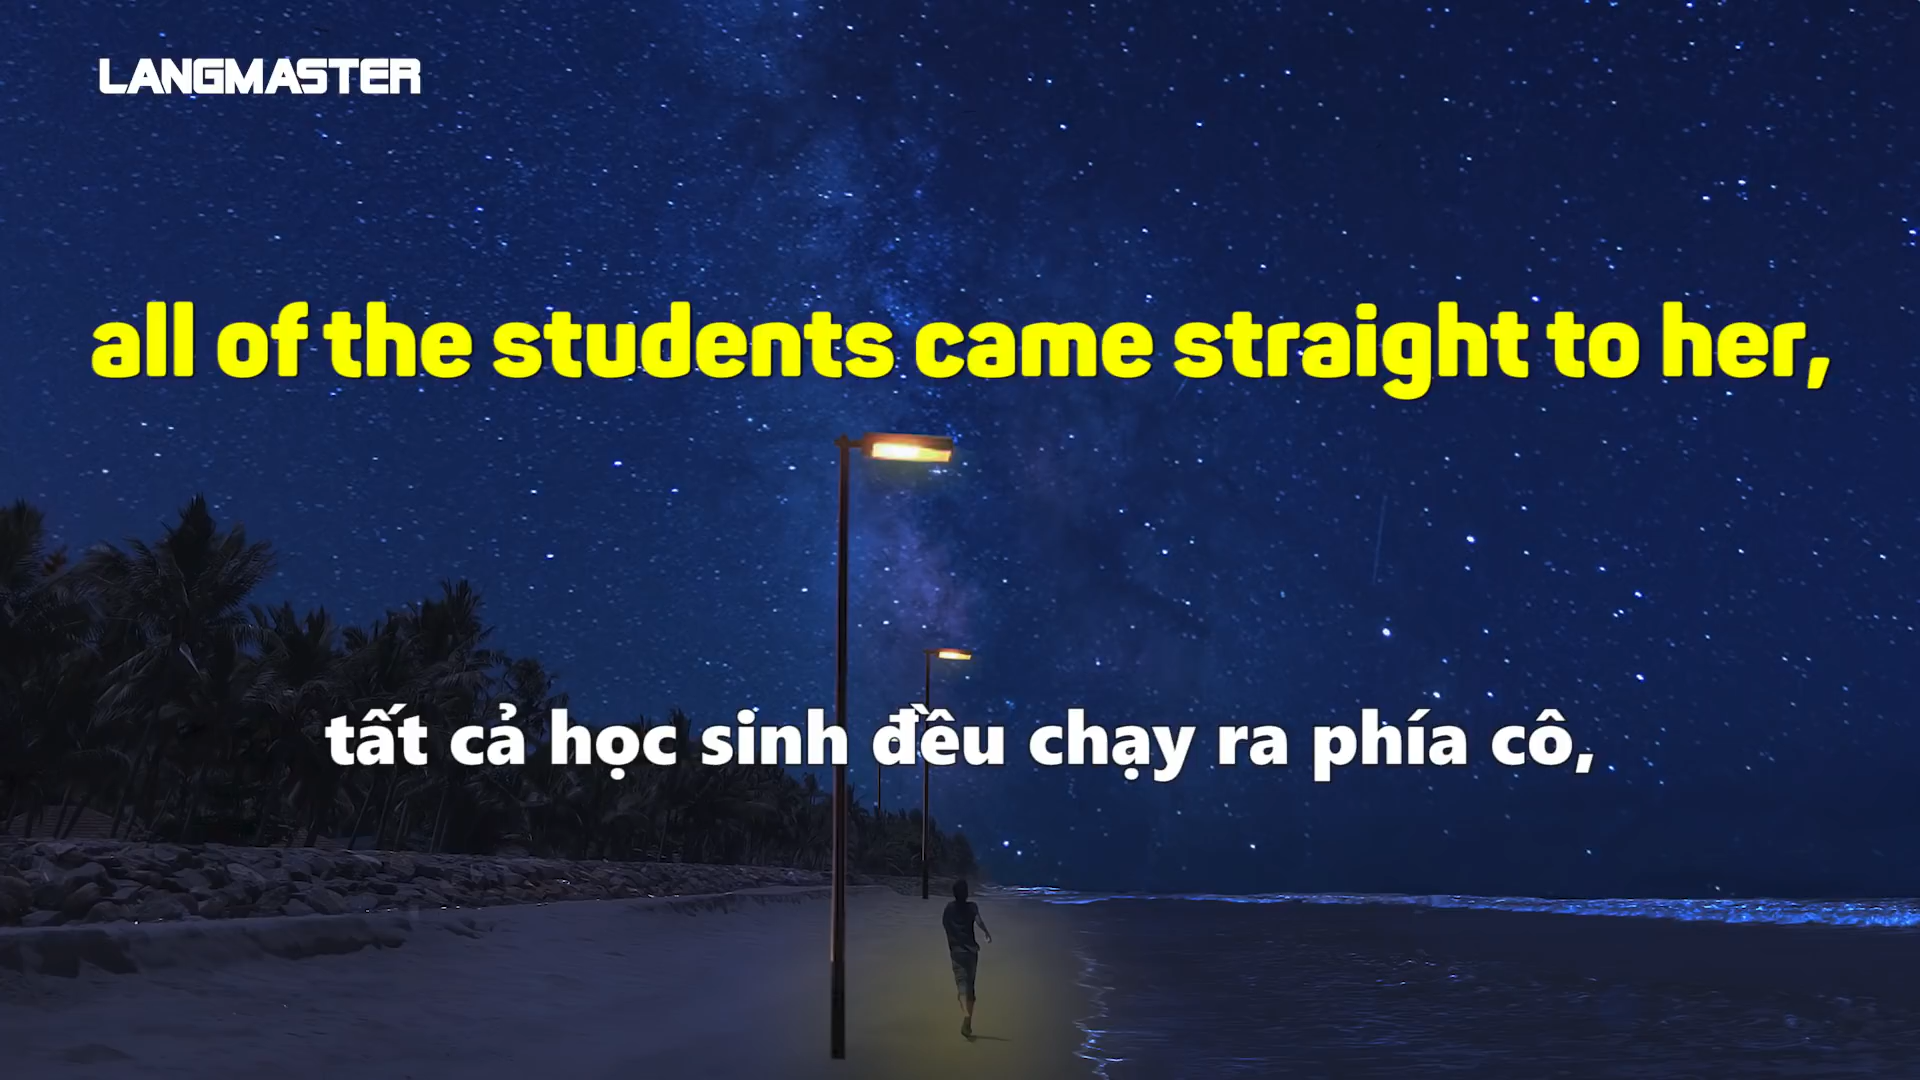 LANGMASTER
all of the students came straight to her,
tất cả học sinh đều chạy ra phía cô,